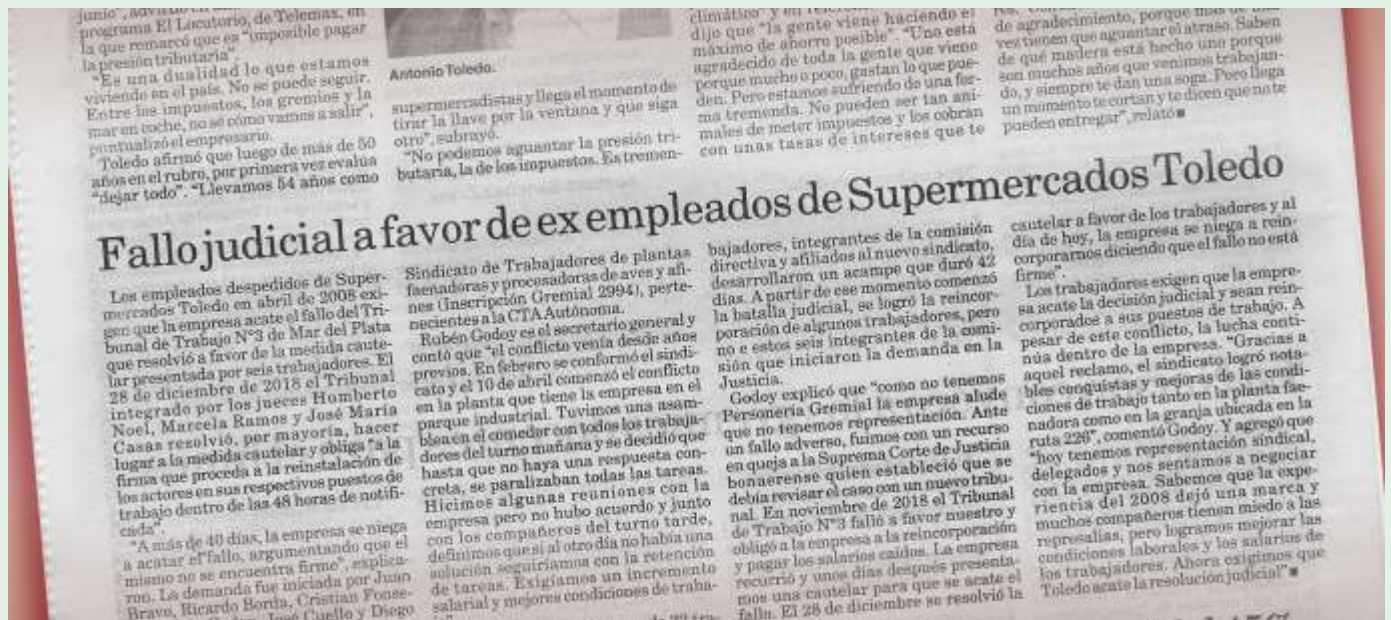 junio", advirtió en
programa El Locutorio, de Telemax, en
la que remarcó que es "imposible pagar
la presión tributaria".
"Es una dualidad lo que estamos
viviendo en el país. No se puede seguir.
Entre los impuestos, los gremios y la
mar en coche, no sé cómo vamos a salir",
puntualizó el empresario.
Toledo afirmó que luego de más de 50
años en el rubro, por primera vez evalúa
"dejar todo". "Llevamos 54 años como
Antonio Toledo.
supermercadistas y llega el momento de
tirar la llave por la ventana y que siga
otro", subrayó.
"No podemos aguantar la presión tri-
butaria, la de los impuestos. Es tremen-
climático" y en
dijo que "la gente viene haciendo el
máximo de ahorro posible". "Uno está
agradecido de toda la gente que viene
porque mucho o poco, gastan lo que pue-
den. Pero estamos sufriendo de una for-
ma tremenda. No pueden ser tan ani-
males de meter impuestos y los cobran
con unas tasas de intereses que te
de agradecimiento, porque más de una
vez tienen que aguantar el atraso. Saben
de qué madera está hecho uno porque
son muchos años que venimos trabajan-
do, y siempre te dan una soga. Pero llega
un momento te cortan y te dicen que no te
pueden entregar", relató
Fallo judicial a favor de ex empleados de Supermercados Toledo
Los empleados despedidos de Super-
mercados Toledo en abril de 2008 exi-
gen que la empresa acate el fallo del Tri-
bunal de Trabajo N°3 de Mar del Plata
que resolvió a favor de la medida caute-
lar presentada por seis trabajadores. El
28 de diciembre de 2018 el Tribunal
integrado por los jueces Humberto
Noel, Marcela Ramos y José María
Casas resolvió, por mayoría, hacer
lugar a la medida cautelar y obliga "a la
firma que proceda a la reinstalación de
los actores en sus respectivos puestos de
trabajo dentro de las 48 horas de notifi-
cada".
"A más de 40 días, la empresa se niega
a acatar el fallo, argumentando que el
mismo no se encuentra firme", explica-
ron. La demanda fue iniciada por Juan
Bravo, Ricardo Borda, Cristian Fonse-
José Cuello y Diego
Sindicato de Trabajadores de plantas
faenadoras y procesadoras de aves y afi-
nes (Inscripción Gremial 2994), perte-
necientes a la CTA Autónoma.
Rubén Godoy es el secretario general y
contó que "el conflicto venía desde años
previos. En febrero se conformó el sindi-
cato y el 10 de abril comenzó el conflicto
en la planta que tiene la empresa en el
parque industrial. Tuvimos una asam-
blea en el comedor con todos los trabaja-
dores del turno mañana y se decidió que
hasta que no haya una respuesta con-
creta, se paralizaban todas las tareas.
Hicimos algunas reuniones con la
empresa pero no hubo acuerdo y junto
con los compañeros del turno tarde,
definimos que si al otro día no había una
solución seguiríamos con la retención
de tareas. Exigíamos un incremento
salarial y mejores condiciones de traba-
bajadores, integrantes de la comisión
directiva y afiliados al nuevo sindicato,
desarrollaron un acampe que duró 42
días. A partir de ese momento comenzó
la batalla judicial, se logró la reincor-
poración de algunos trabajadores, pero
no e estos seis integrantes de la comi-
sión que iniciaron la demanda en la
Justicia.
Godoy explicó que "como no tenemos
Personería Gremial la empresa alude
que no tenemos representación. Ante
un fallo adverso, fuimos con un recurso
en queja a la Suprema Corte de Justicia
bonaerense quien estableció que se
debía revisar el caso con un nuevo tribu-
nal. En noviembre de 2018 el Tribunal
de Trabajo N°3 falló a favor nuestro y
obligó a la empresa a la reincorporación
y pagar los salarios caídos. La empresa
recurrió y unos días después presenta-
mos una cautelar para que se acate el
fallo. El 28 de diciembre se resolvió la
cautelar a favor de los trabajadores y al
día de hoy, la empresa se niega a rein-
corporarnos diciendo que el fallo no está
firme".
Los trabajadores exigen que la empre-
sa acate la decisión judicial y sean rein-
corporados a sus puestos de trabajo. A
pesar de este conflicto, la lucha conti-
núa dentro de la empresa. "Gracias a
aquel reclamo, el sindicato logró nota-
bles conquistas y mejoras de las condi-
ciones de trabajo tanto en la planta fae-
nadora como en la granja ubicada en la
ruta 226", comentó Godoy. Y agregó que
"hoy tenemos representación sindical,
delegados y nos sentamos a negociar
con la empresa. Sabemos que la expe-
riencia del 2008 dejó una marca y
muchos compañeros tienen miedo a las
represalias, pero logramos mejorar las
condiciones laborales y los salarios de
los trabajadores. Ahora exigimos que
Toledo acate la resolución judicial"